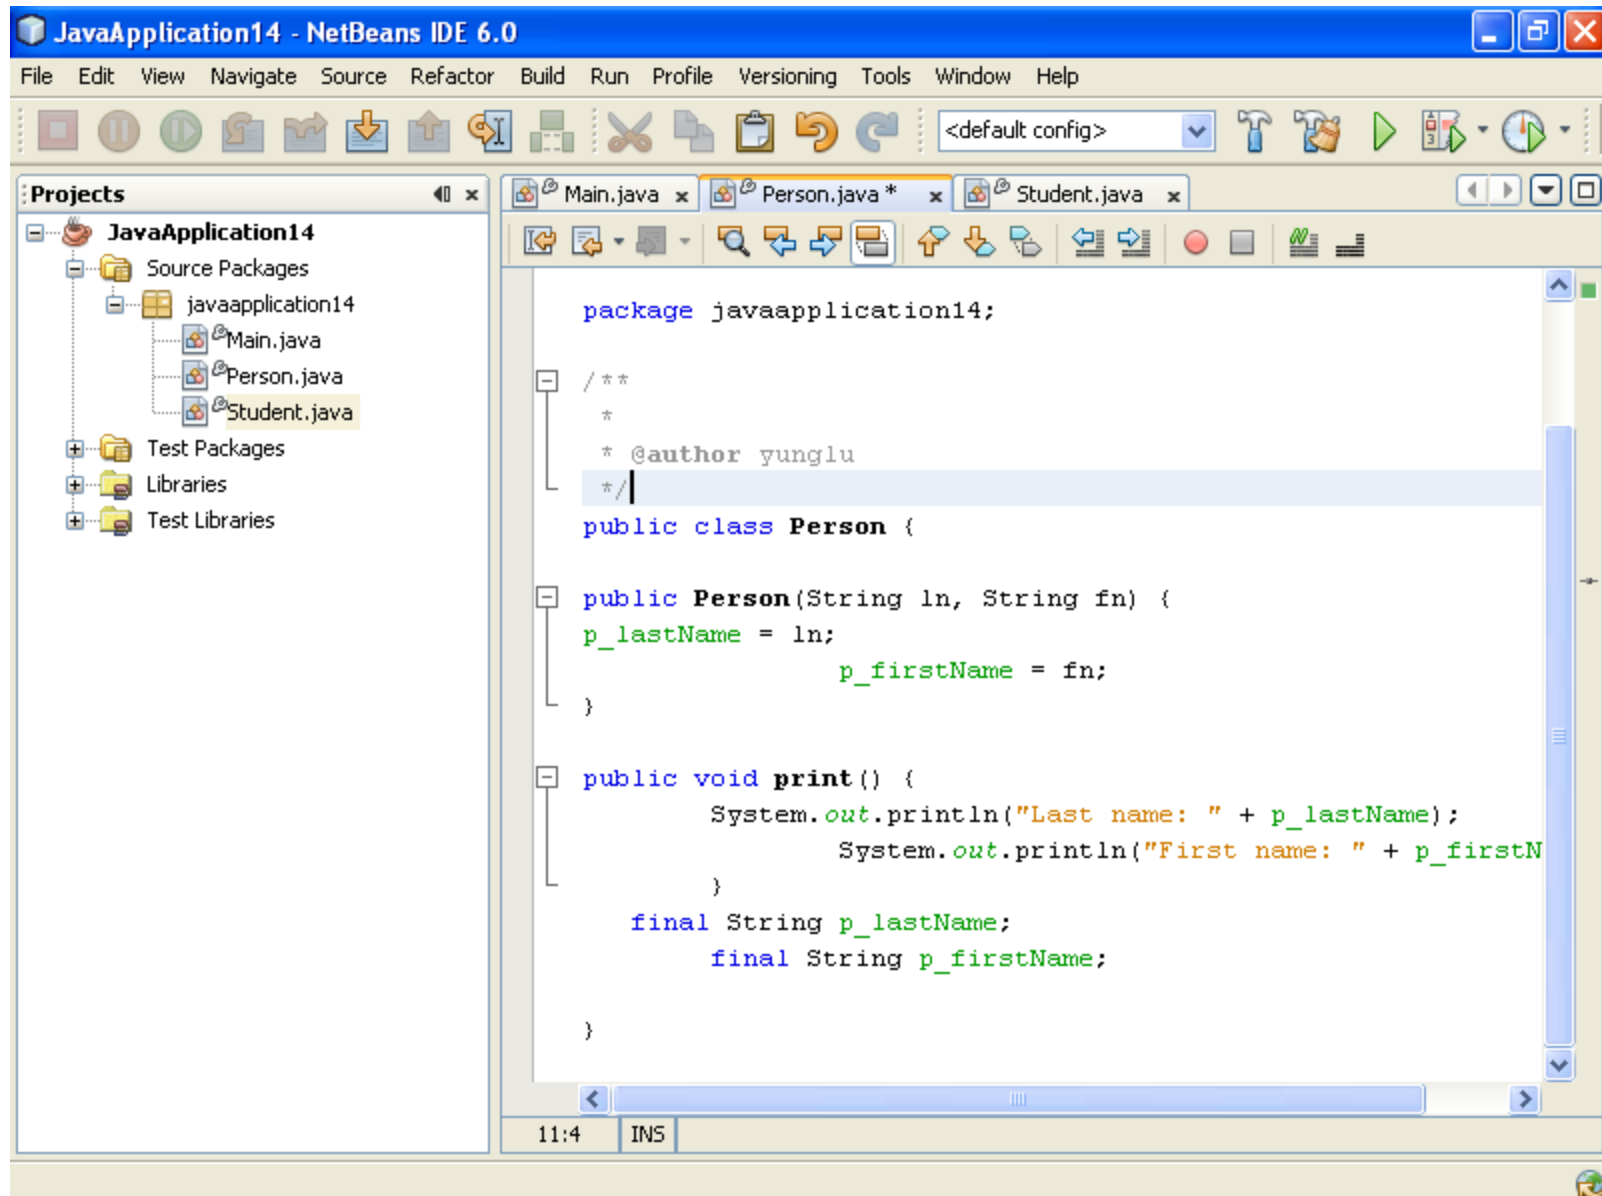 JavaApplication14 - NetBeans IDE 6.0
File Edit View Navigate Source Refactor Build Run Profile Versioning Tools Window Help
<default config>
Projects
JavaApplication14
Source Packages
javaapplication14
Main.java
Person.java
Student.java
Test Packages
Libraries
Test Libraries
Main.java Person.java * Student.java
package javaapplication14;
/**
*
* @author yunglu
*/
public class Person {
public Person(String ln, String fn) {
p_lastName = ln;
p_firstName = fn;
}
public void print() {
System.out.println("Last name: " + p_lastName);
System.out.println("First name: " + p_firstN
}
final String p_lastName;
final String p_firstName;
}
11:4 INS